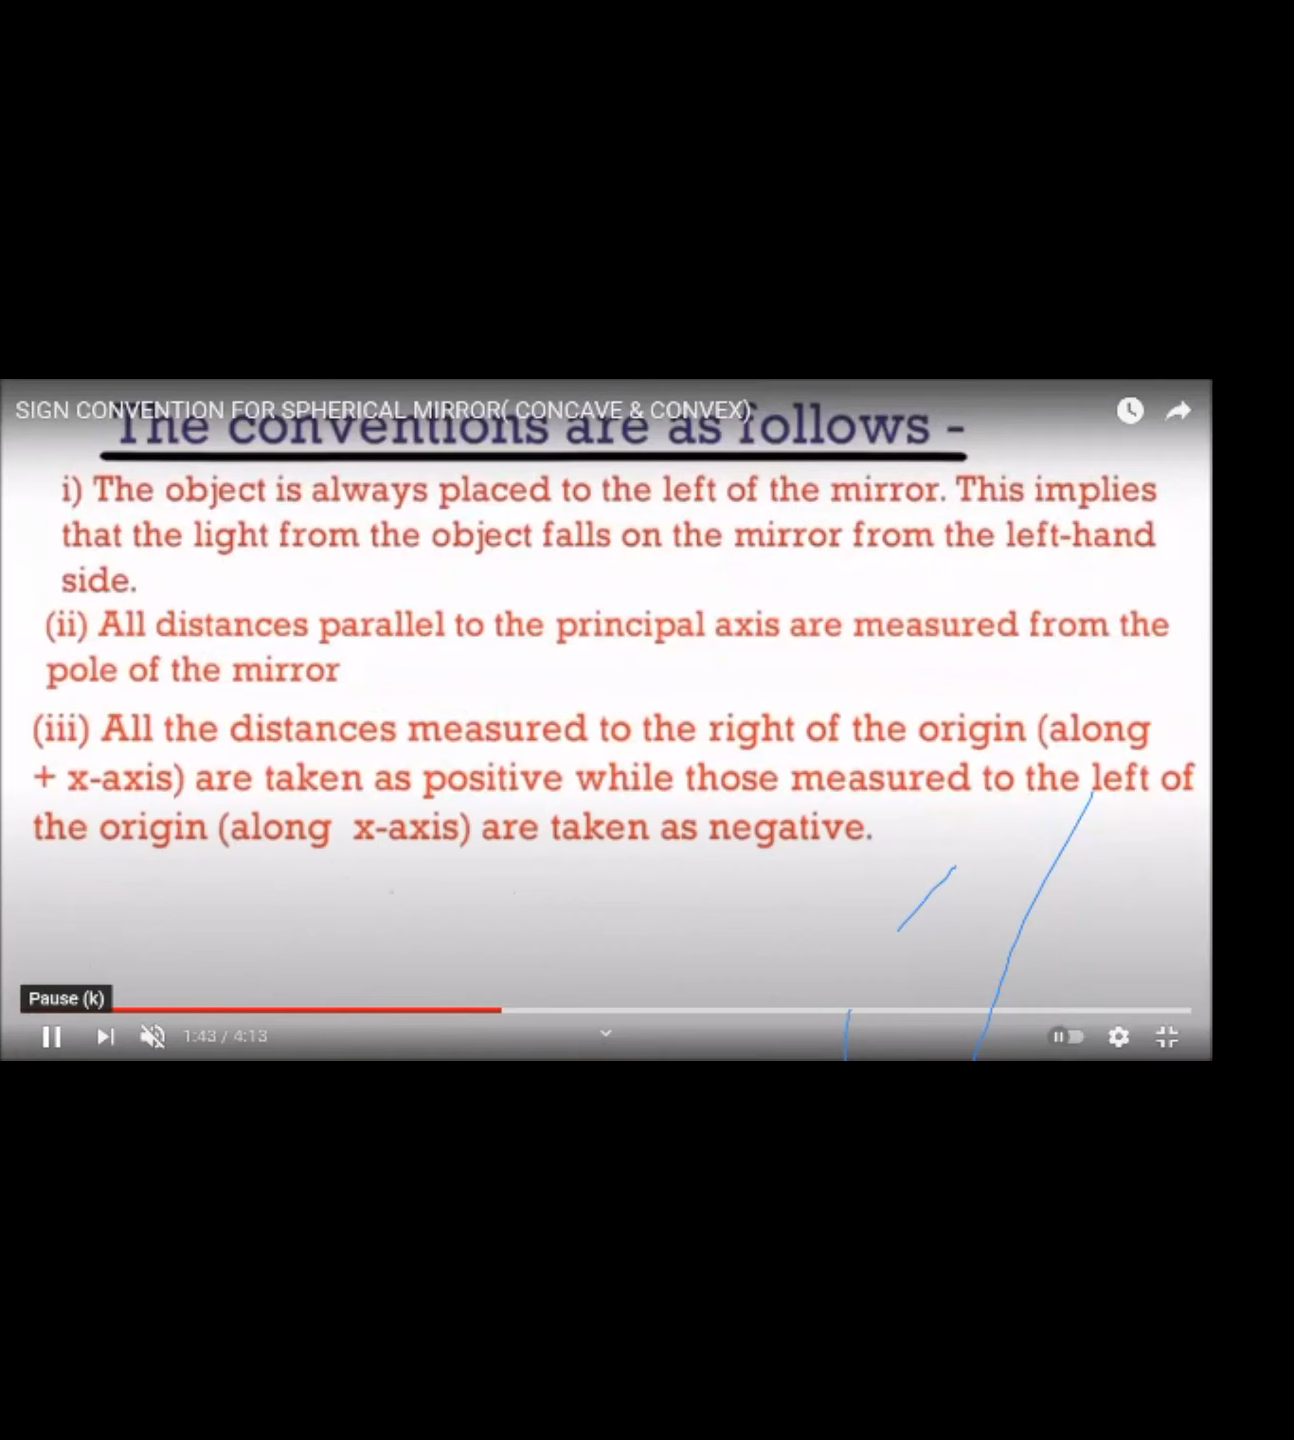 SIGN CONVENTION FOR SPHERICAL MIRROR( CONCAVE & CONVEX)
The conventions are as follows -
i) The object is always placed to the left of the mirror. This implies
that the light from the object falls on the mirror from the left-hand
side.
(ii) All distances parallel to the principal axis are measured from the
pole of the mirror
(iii) All the distances measured to the right of the origin (along
+ x-axis) are taken as positive while those measured to the left of
the origin (along x-axis) are taken as negative.
Pause (k)
1:43 / 4:13